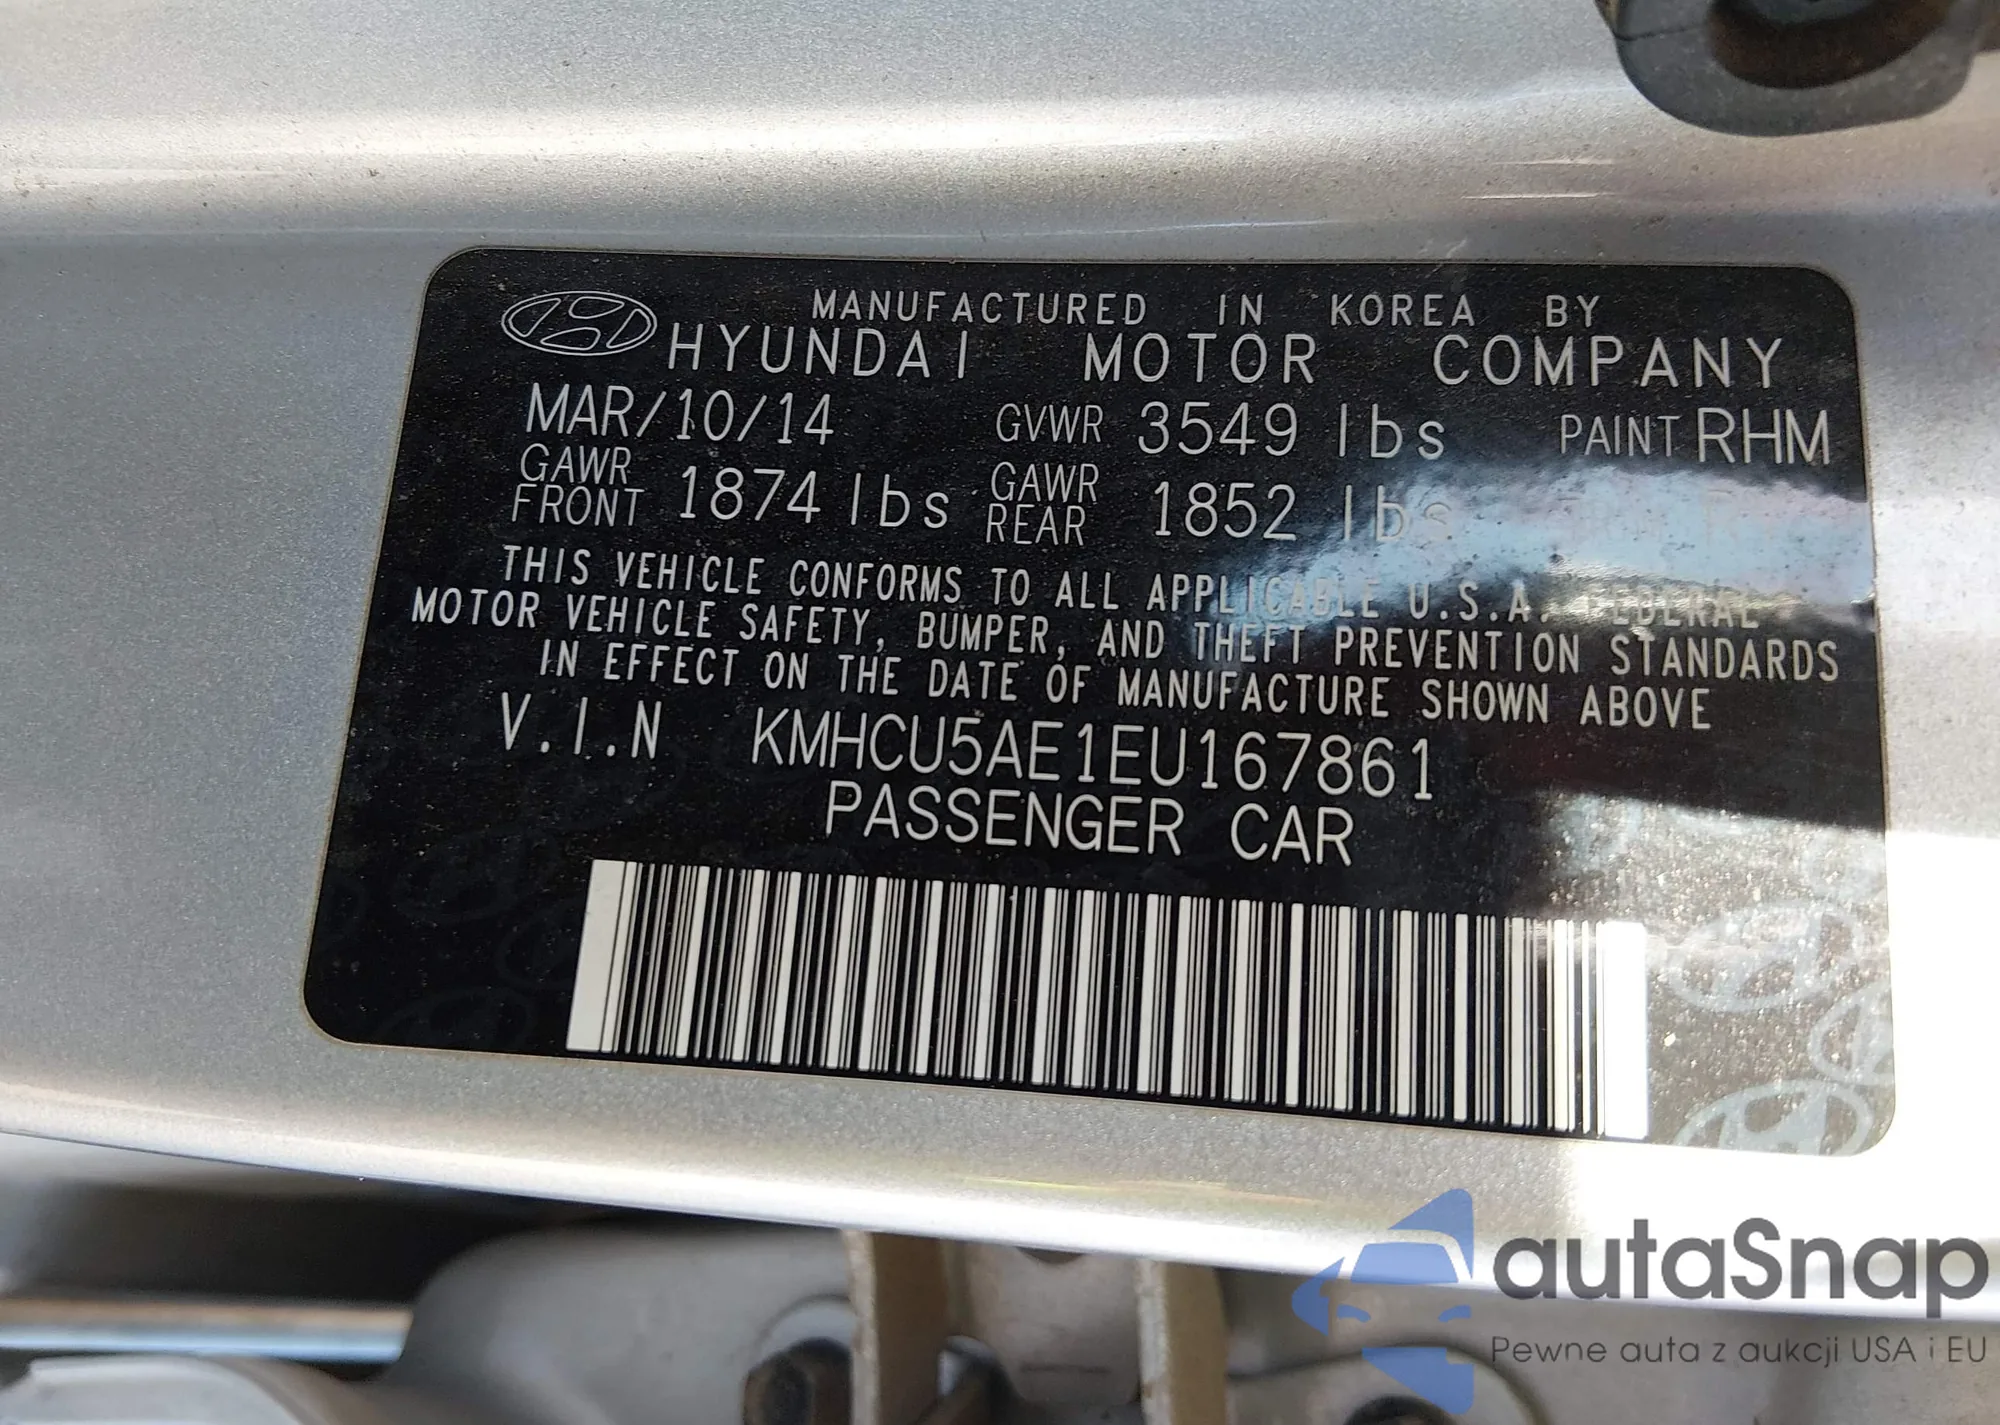 MANUFACTURED IN KOREA BY
HYUNDAI MOTOR COMPANY
MAR/10/14 GVWR 3549 lbs PAINT RHM
GAWR FRONT 1874 lbs GAWR REAR 1852 lbs
THIS VEHICLE CONFORMS TO ALL APPLICABLE U.S.A. FEDERAL
MOTOR VEHICLE SAFETY, BUMPER, AND THEFT PREVENTION STANDARDS
IN EFFECT ON THE DATE OF MANUFACTURE SHOWN ABOVE
V.I.N KMHCU5AE1EU167861
PASSENGER CAR
autaSnap
Pewne auta z aukcji USA i EU